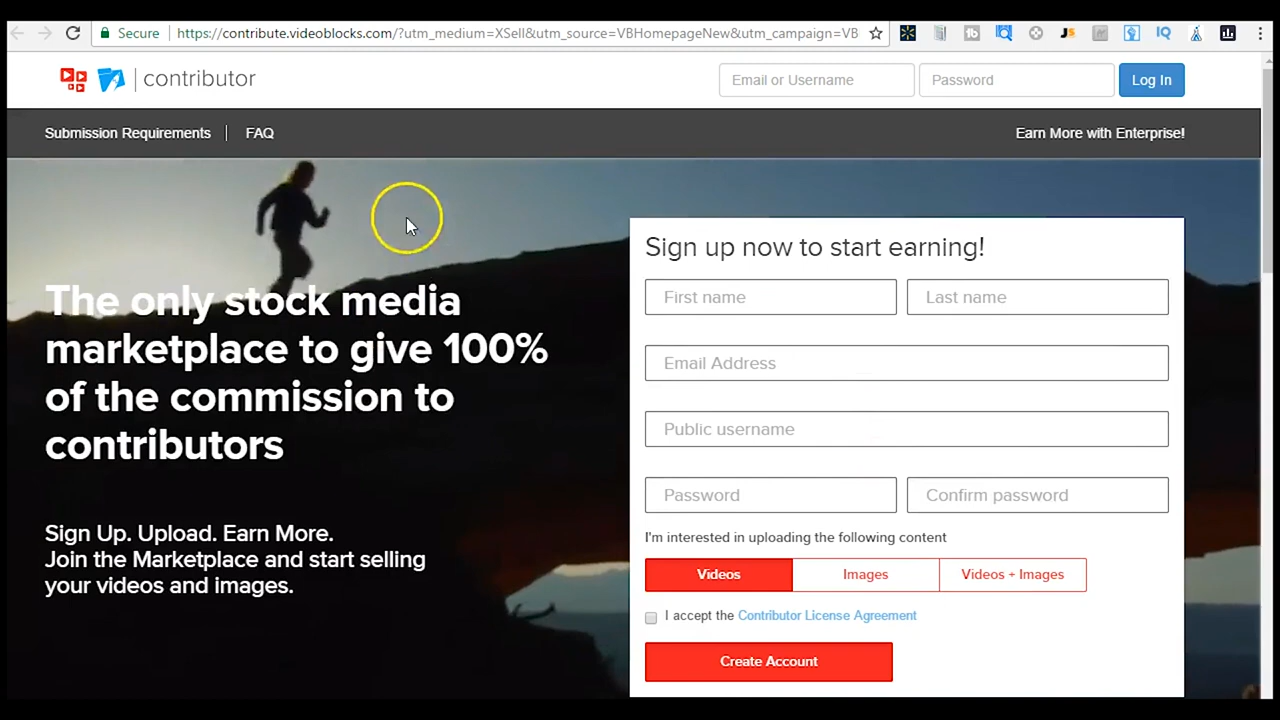 Secure
https://contribute.videoblocks.com/?utm_medium=XSell&utm_source=VBHomepageNew&utm_campaign=VB
contributor
Email or Username
Password
Log In
Submission Requirements
FAQ
Earn More with Enterprise!
The only stock media
marketplace to give 100%
of the commission to
contributors
Sign Up. Upload. Earn More.
Join the Marketplace and start selling
your videos and images.
Sign up now to start earning!
First name
Last name
Email Address
Public username
Password
Confirm password
I'm interested in uploading the following content
Videos
Images
Videos + Images
I accept the Contributor License Agreement
Create Account